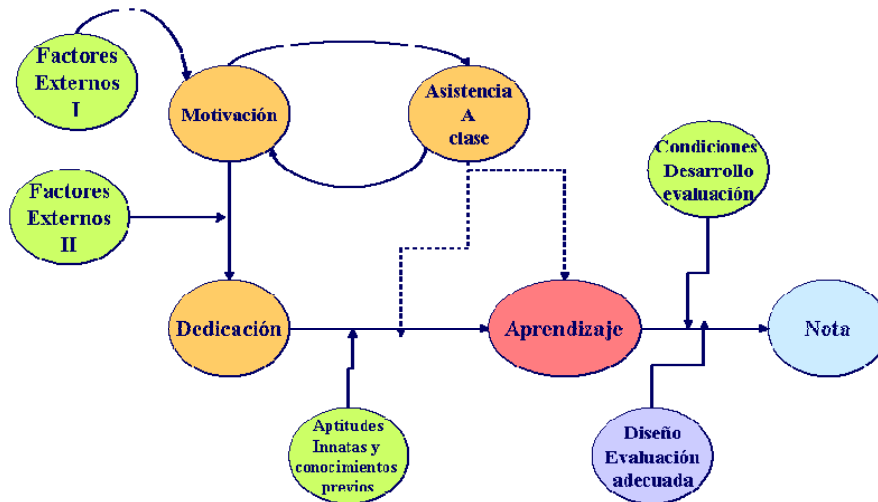 Factores
Externos
I
Motivación
Asistencia
A
clase
Condiciones
Desarrollo
evaluación
Factores
Externos
II
Dedicación
Aprendizaje
Nota
Aptitudes
Innatas y
conocimientos
previos
Diseño
Evaluación
adecuada